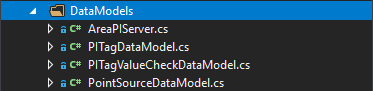 DataModels
C# AreaPIServer.cs
C# PITagDataModel.cs
C# PITagValueCheckDataModel.cs
C# PointSourceDataModel.cs